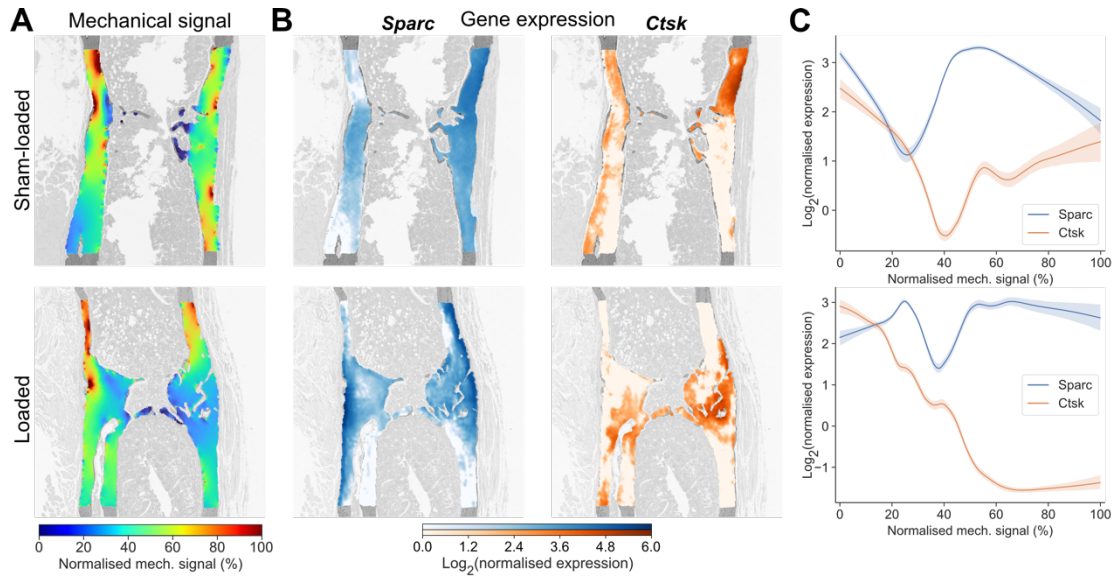 A
Mechanical signal
B
Sparc
Gene expression
Ctsk
C
Sham-loaded
Loaded
0 20 40 60 80 100
Normalised mech. signal (%)
0.0 1.2 2.4 3.6 4.8 6.0
Log2(normalised expression)
Log2(normalised expression)
3
2
1
0
Sparc
Ctsk
0 20 40 60 80 100
Normalised mech. signal (%)
Log2(normalised expression)
3
2
1
0
−1
Sparc
Ctsk
0 20 40 60 80 100
Normalised mech. signal (%)